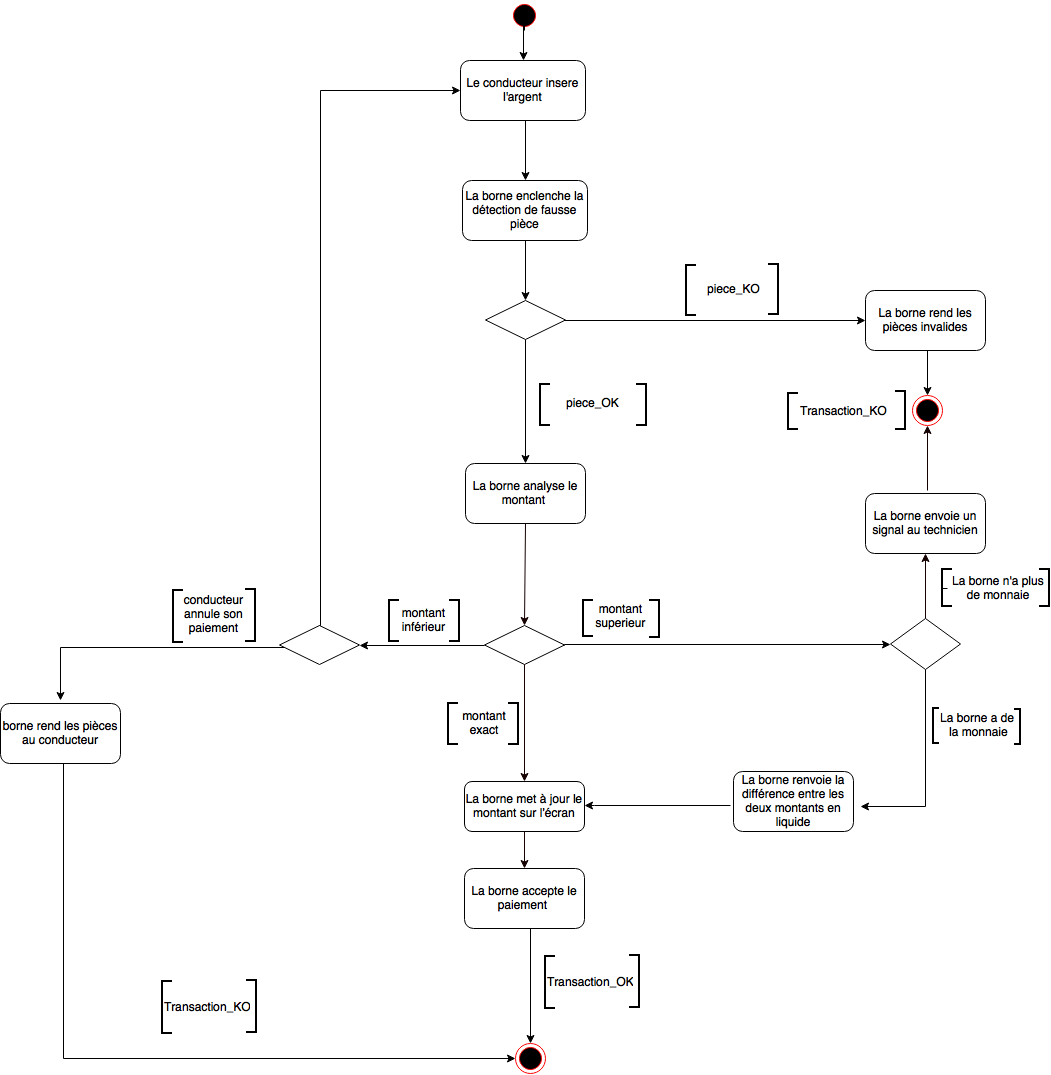 Le conducteur insere
l'argent
La borne enclenche la
détection de fausse
pièce
piece_KO
La borne rend les
pièces invalides
piece_OK
Transaction_KO
La borne analyse le
montant
La borne envoie un
signal au technicien
La borne n'a plus
de monnaie
conducteur
annule son
paiement
montant
inférieur
montant
superieur
borne rend les pièces
au conducteur
montant
exact
La borne a de
la monnaie
La borne met à jour le
montant sur l'écran
La borne renvoie la
différence entre les
deux montants en
liquide
La borne accepte le
paiement
Transaction_OK
Transaction_KO